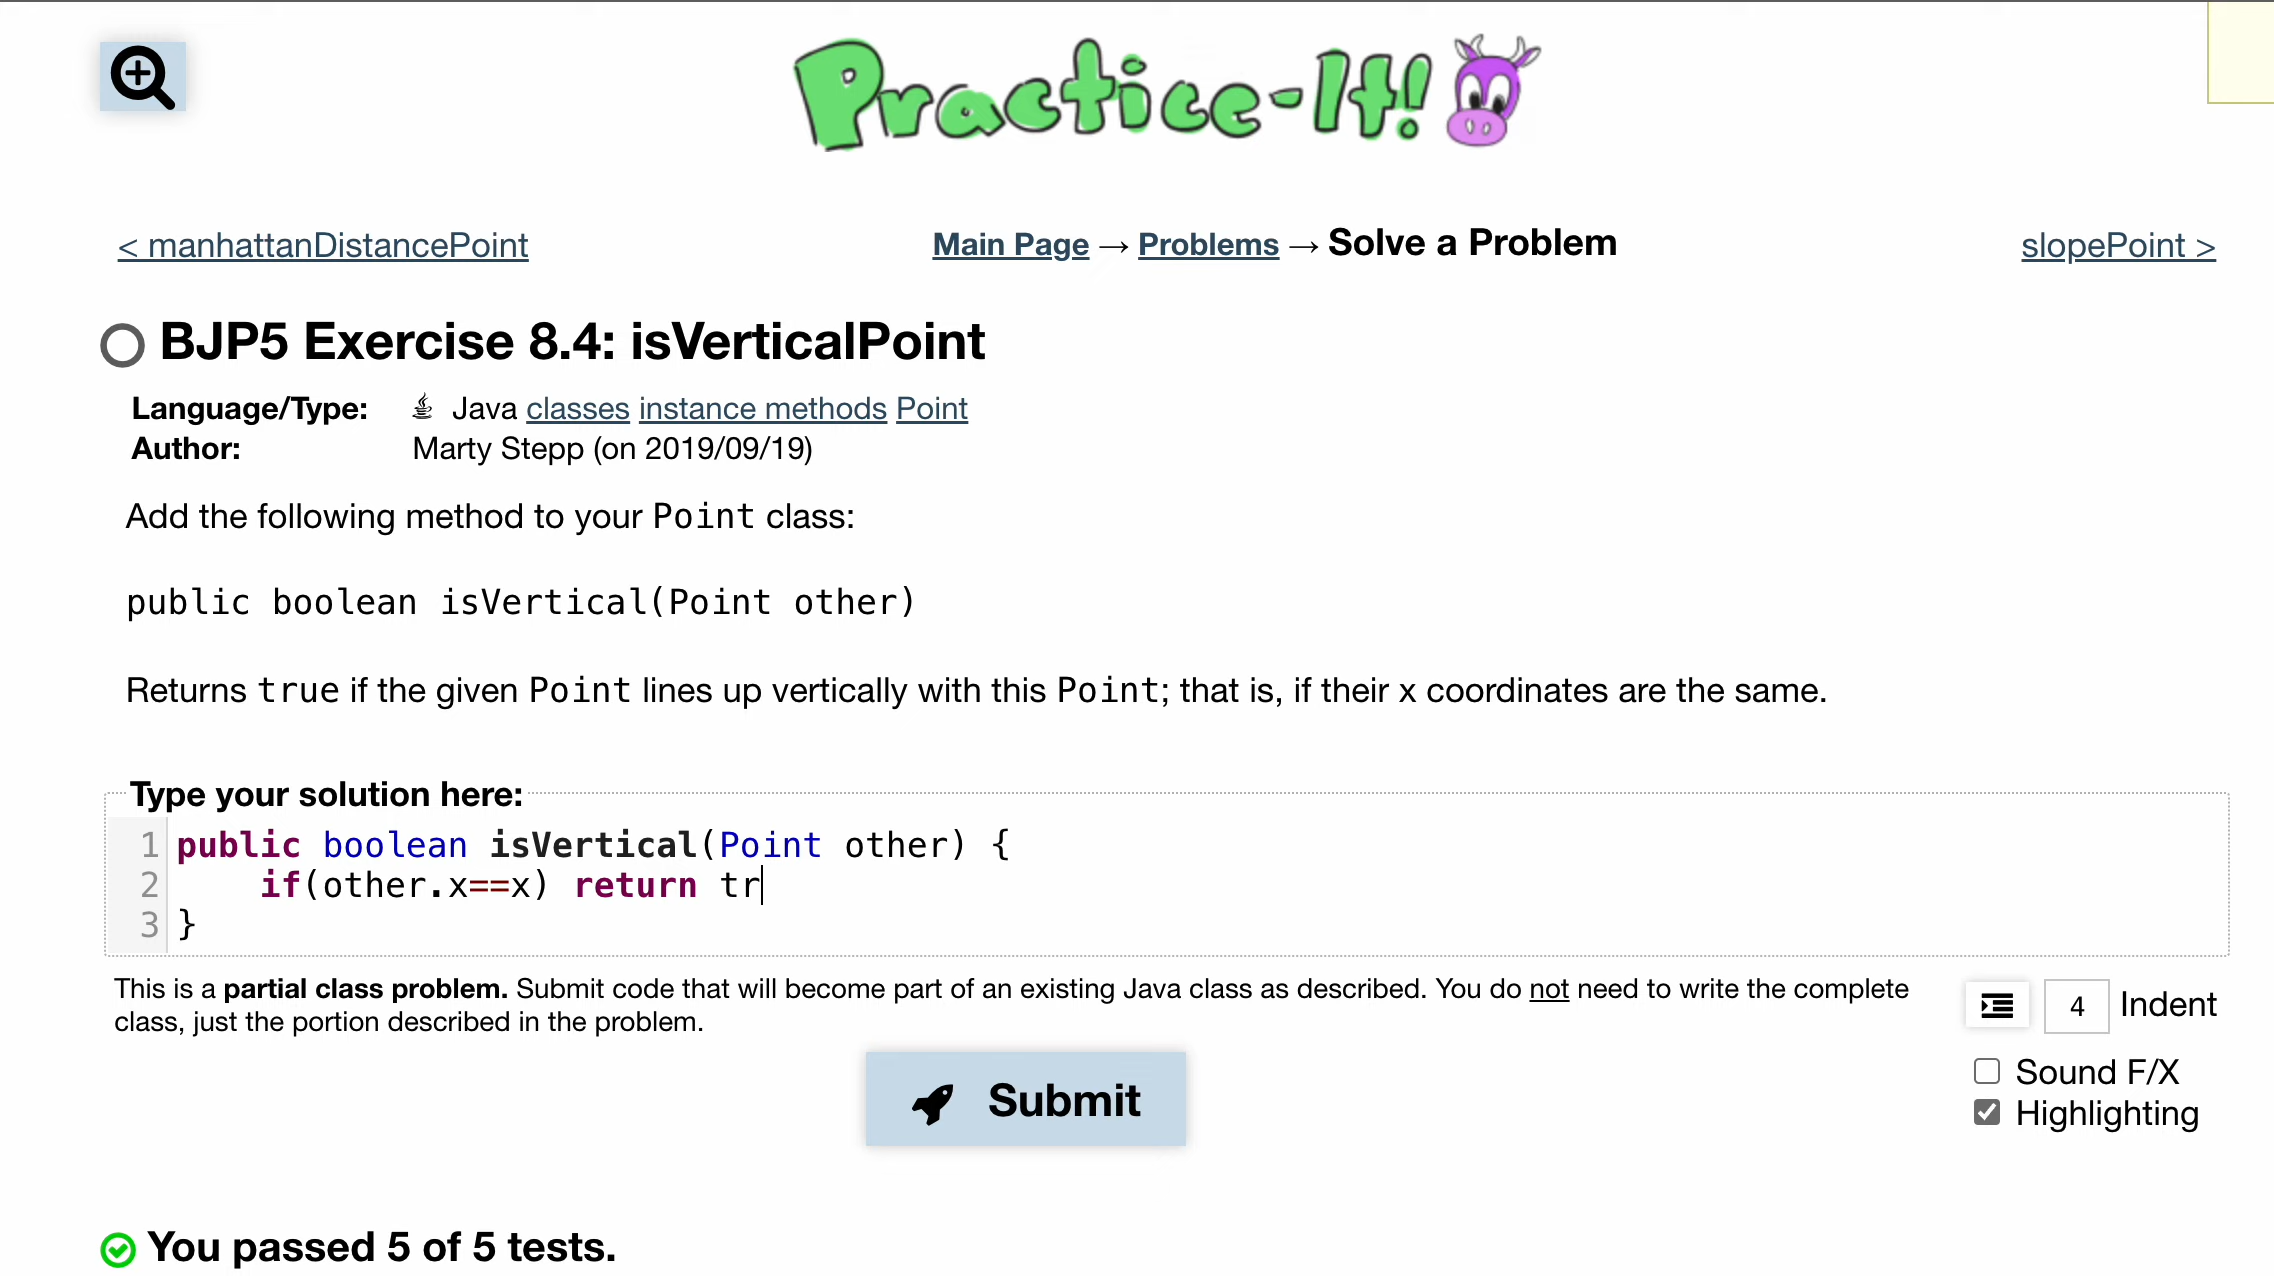 Practice-It!
< manhattanDistancePoint
Main Page → Problems → Solve a Problem
slopePoint >
BJP5 Exercise 8.4: isVerticalPoint
Language/Type: Java classes instance methods Point
Author: Marty Stepp (on 2019/09/19)
Add the following method to your Point class:
public boolean isVertical(Point other)
Returns true if the given Point lines up vertically with this Point; that is, if their x coordinates are the same.
Type your solution here:
1 public boolean isVertical(Point other) {
2     if(other.x==x) return tr
3 }
This is a partial class problem. Submit code that will become part of an existing Java class as described. You do not need to write the complete
class, just the portion described in the problem.
4 Indent
Sound F/X
Highlighting
Submit
You passed 5 of 5 tests.